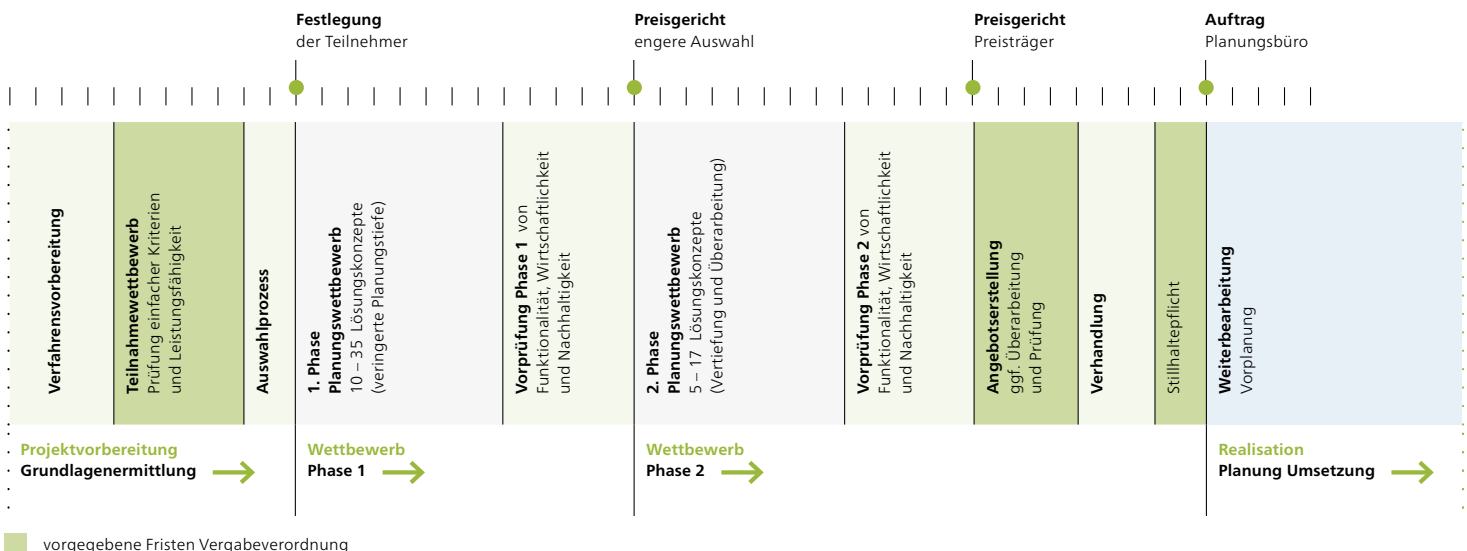 Festlegung
der Teilnehmer
Preisgericht
engere Auswahl
Preisgericht
Preisträger
Auftrag
Planungsbüro
Verfahrensvorbereitung
Teilnahmewettbewerb
Prüfung einfacher Kriterien
und Leistungsfähigkeit
Auswahlprozess
1. Phase
Planungswettbewerb
10 – 35 Lösungskonzepte
(veringerte Planungstiefe)
Vorprüfung Phase 1 von
Funktionalität, Wirtschaftlichkeit
und Nachhaltigkeit
2. Phase
Planungswettbewerb
5 – 17 Lösungskonzepte
(Vertiefung und Überarbeitung)
Vorprüfung Phase 2 von
Funktionalität, Wirtschaftlichkeit
und Nachhaltigkeit
Angebotserstellung
ggf. Überarbeitung
und Prüfung
Verhandlung
Stillhaltepflicht
Weiterbearbeitung
Vorplanung
Projektvorbereitung
Grundlagenermittlung
Wettbewerb
Phase 1
Wettbewerb
Phase 2
Realisation
Planung Umsetzung
vorgegebene Fristen Vergabeverordnung